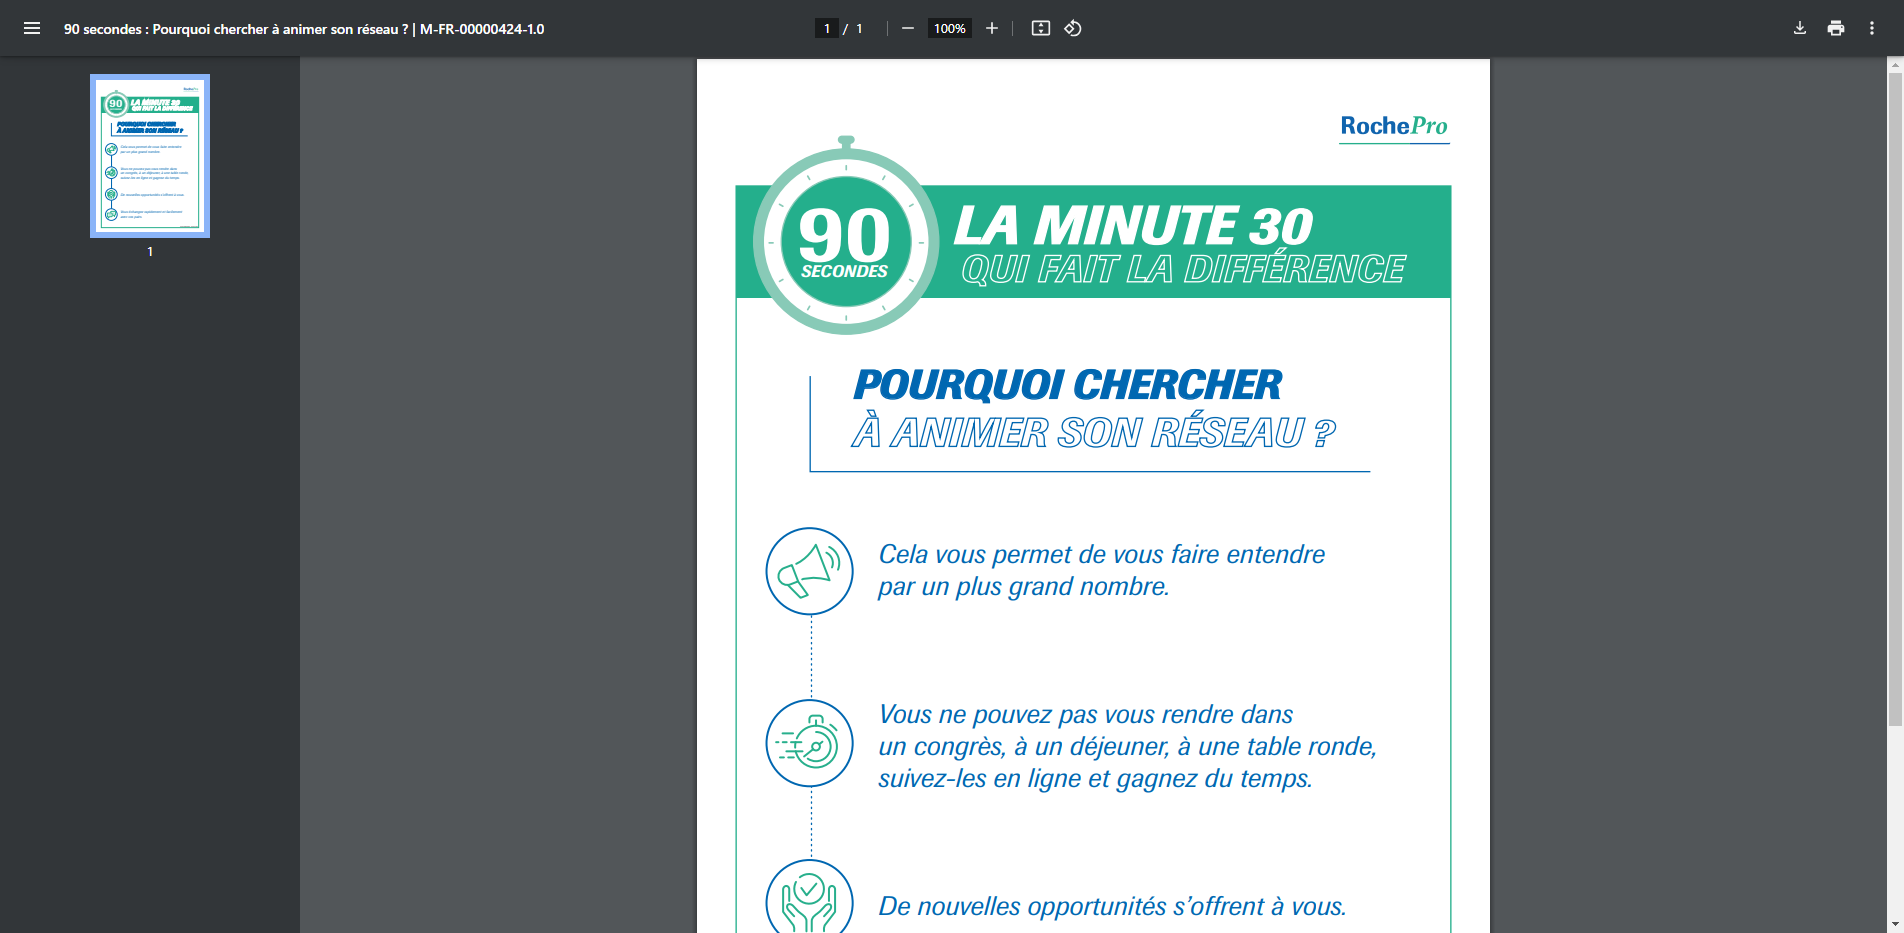 90 secondes : Pourquoi chercher à animer son réseau ? | M-FR-00000424-1.0
1 / 1
100%
RochePro
90
SECONDES
LA MINUTE 30
QUI FAIT LA DIFFÉRENCE
POURQUOI CHERCHER
À ANIMER SON RÉSEAU ?
Cela vous permet de vous faire entendre
par un plus grand nombre.
Vous ne pouvez pas vous rendre dans
un congrès, à un déjeuner, à une table ronde,
suivez-les en ligne et gagnez du temps.
De nouvelles opportunités s’offrent à vous.
1